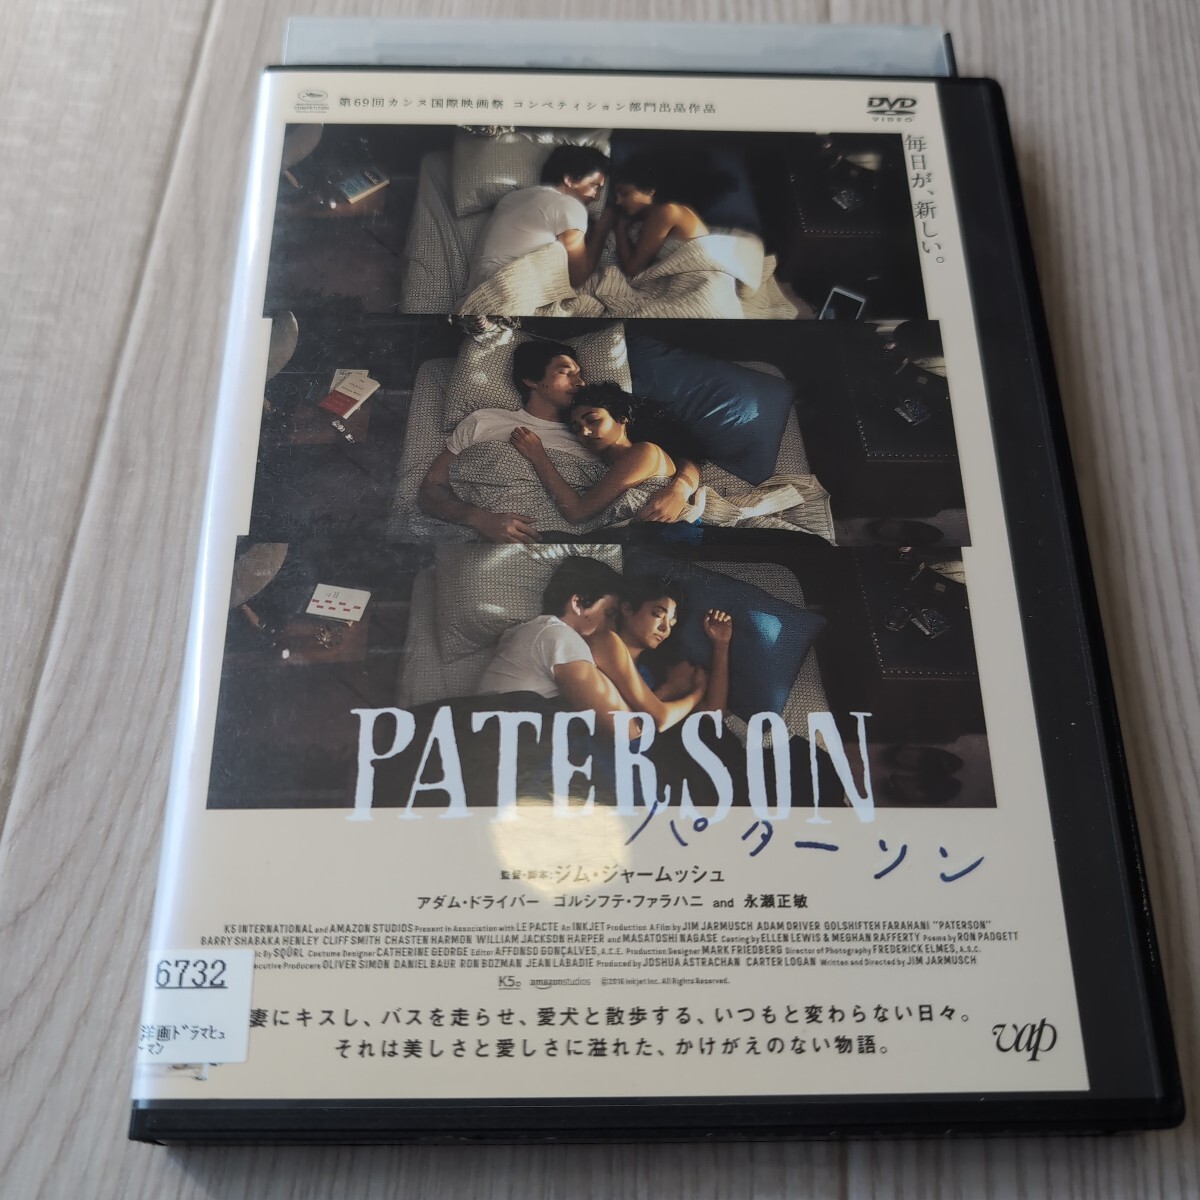 第69回カンヌ国際映画祭 コンペティション部門出品作品
DVD
VIDEO
毎日が、新しい。
PATERSON
パターソン
監督・脚本:ジム・ジャームッシュ
アダム・ドライバー ゴルシフテ・ファラハニ and 永瀬正敏
K5 INTERNATIONAL and AMAZON STUDIOS Present in Association with LE PACTE An INKJET Production A Film by JIM JARMUSCH ADAM DRIVER GOLSHIFTEH FARAHANI "PATERSON"
BARRY SHABAKA HENLEY CLIFF SMITH CHASTEN HARMON WILLIAM JACKSON HARPER and MASATOSHI NAGASE Casting by ELLEN LEWIS & MEGHAN RAFFERTY Poems by RON PADGETT
by SQÜRL Costume Designer CATHERINE GEORGE Editor AFFONSO GONÇALVES, A.C.E. Production Designer MARK FRIEDBERG Director of Photography FREDERICK ELMES, A.S.C.
Producers OLIVER SIMON DANIEL BAUR RON BOZMAN JEAN LABADIE Produced by JOSHUA ASTRACHAN CARTER LOGAN Written and Directed by JIM JARMUSCH
K5 amazonstudios ©2016 Inkjet Inc. All Rights Reserved.
6732
洋画ドラマヒュ
ーマン
妻にキスし、バスを走らせ、愛犬と散歩する、いつもと変わらない日々。
それは美しさと愛しさに溢れた、かけがえのない物語。
vap